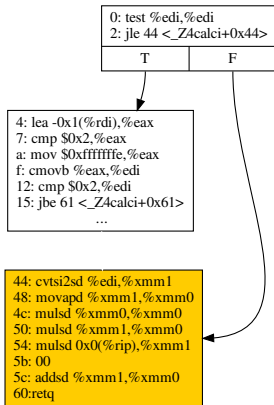 0: test %edi,%edi
2: jle 44 <_Z4calci+0x44>
T F
4: lea -0x1(%rdi),%eax
7: cmp $0x2,%eax
a: mov $0xfffffffe,%eax
f: cmovb %eax,%edi
12: cmp $0x2,%edi
15: jbe 61 <_Z4calci+0x61>
...
44: cvtsi2sd %edi,%xmm1
48: movapd %xmm1,%xmm0
4c: mulsd %xmm0,%xmm0
50: mulsd %xmm1,%xmm0
54: mulsd 0x0(%rip),%xmm1
5b: 00
5c: addsd %xmm1,%xmm0
60:retq